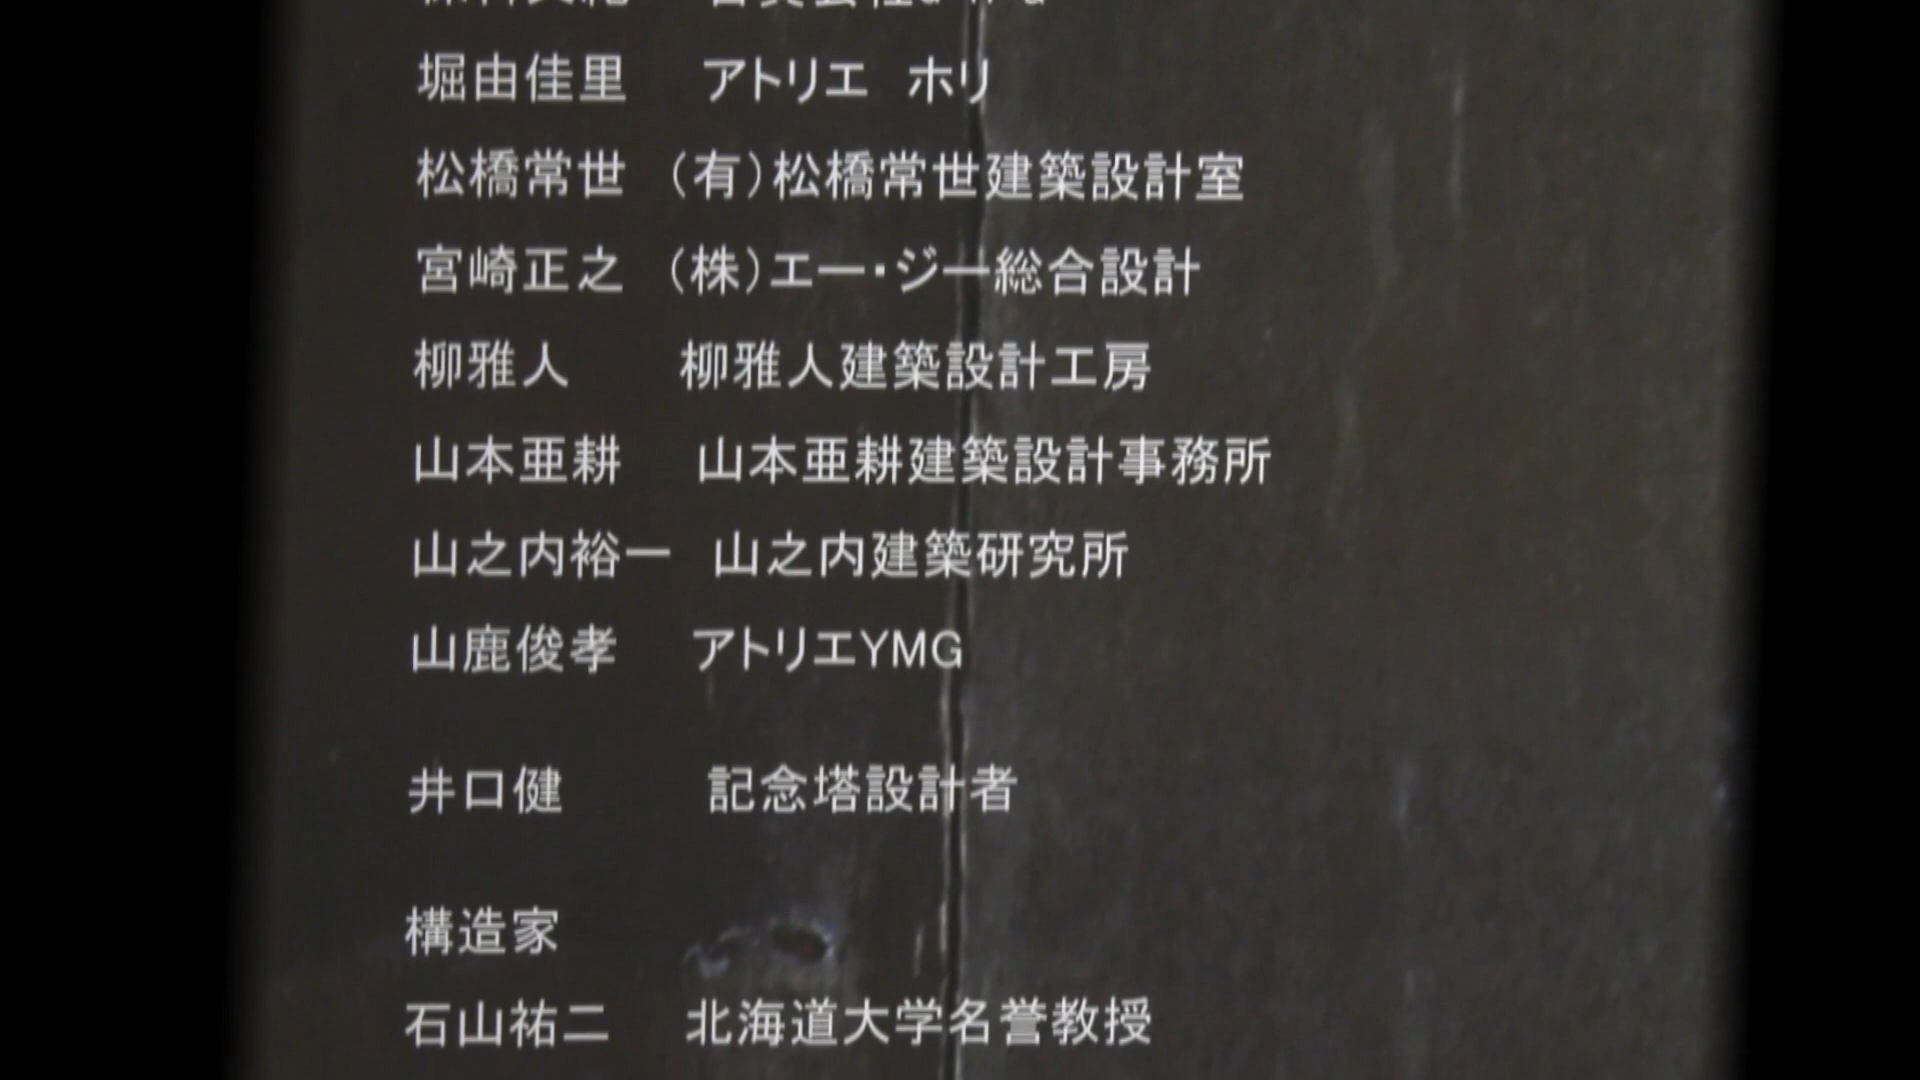 堀由佳里 アトリエ ホリ
松橋常世 （有）松橋常世建築設計室
宮崎正之 （株）エー・ジー総合設計
柳雅人 柳雅人建築設計工房
山本亜耕 山本亜耕建築設計事務所
山之内裕一 山之内建築研究所
山鹿俊孝 アトリエYMG
井口健 記念塔設計者
構造家
石山祐二 北海道大学名誉教授